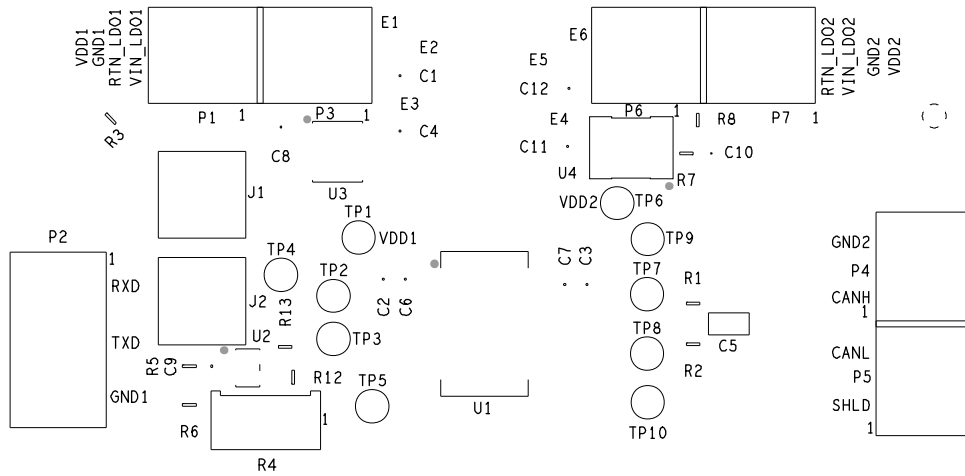 VDD1
GND1
RTN_LDO1
VIN_LDO1
E1
E2
C1
E3
C4
P1
1
P3
1
R3
C8
U3
J1
E6
E5
C12
E4
C11
P6
1
R8
P7
1
RTN_LDO2
VIN_LDO2
GND2
VDD2
C10
U4
R7
VDD2
TP6
TP1
VDD1
TP9
P2
1
RXD
TXD
GND1
TP4
J2
U2
R13
TP2
C2
C6
TP3
C7
C3
TP7
R1
TP8
C5
R2
R5
C9
R12
TP5
U1
TP10
R6
1
R4
GND2
P4
CANH
1
CANL
P5
SHLD
1